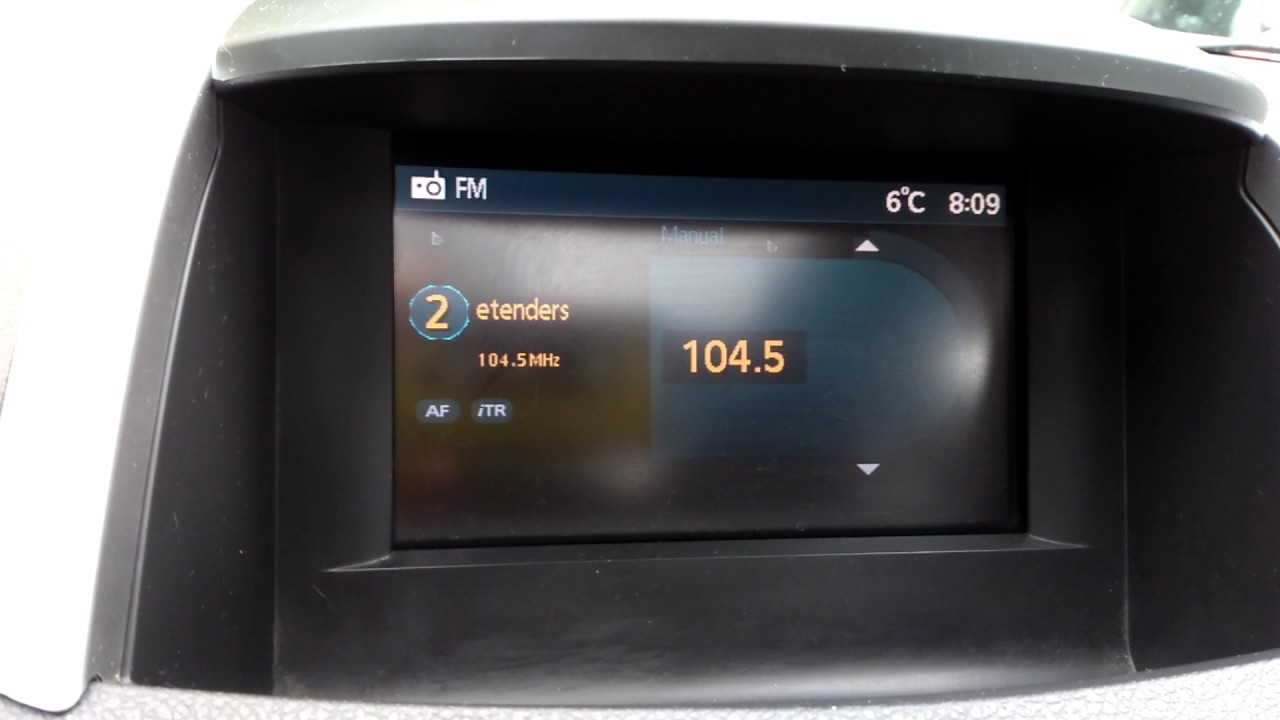 FM
6°C 8:09
Manual
2 etenders
104.5MHz
104.5
AF iTR